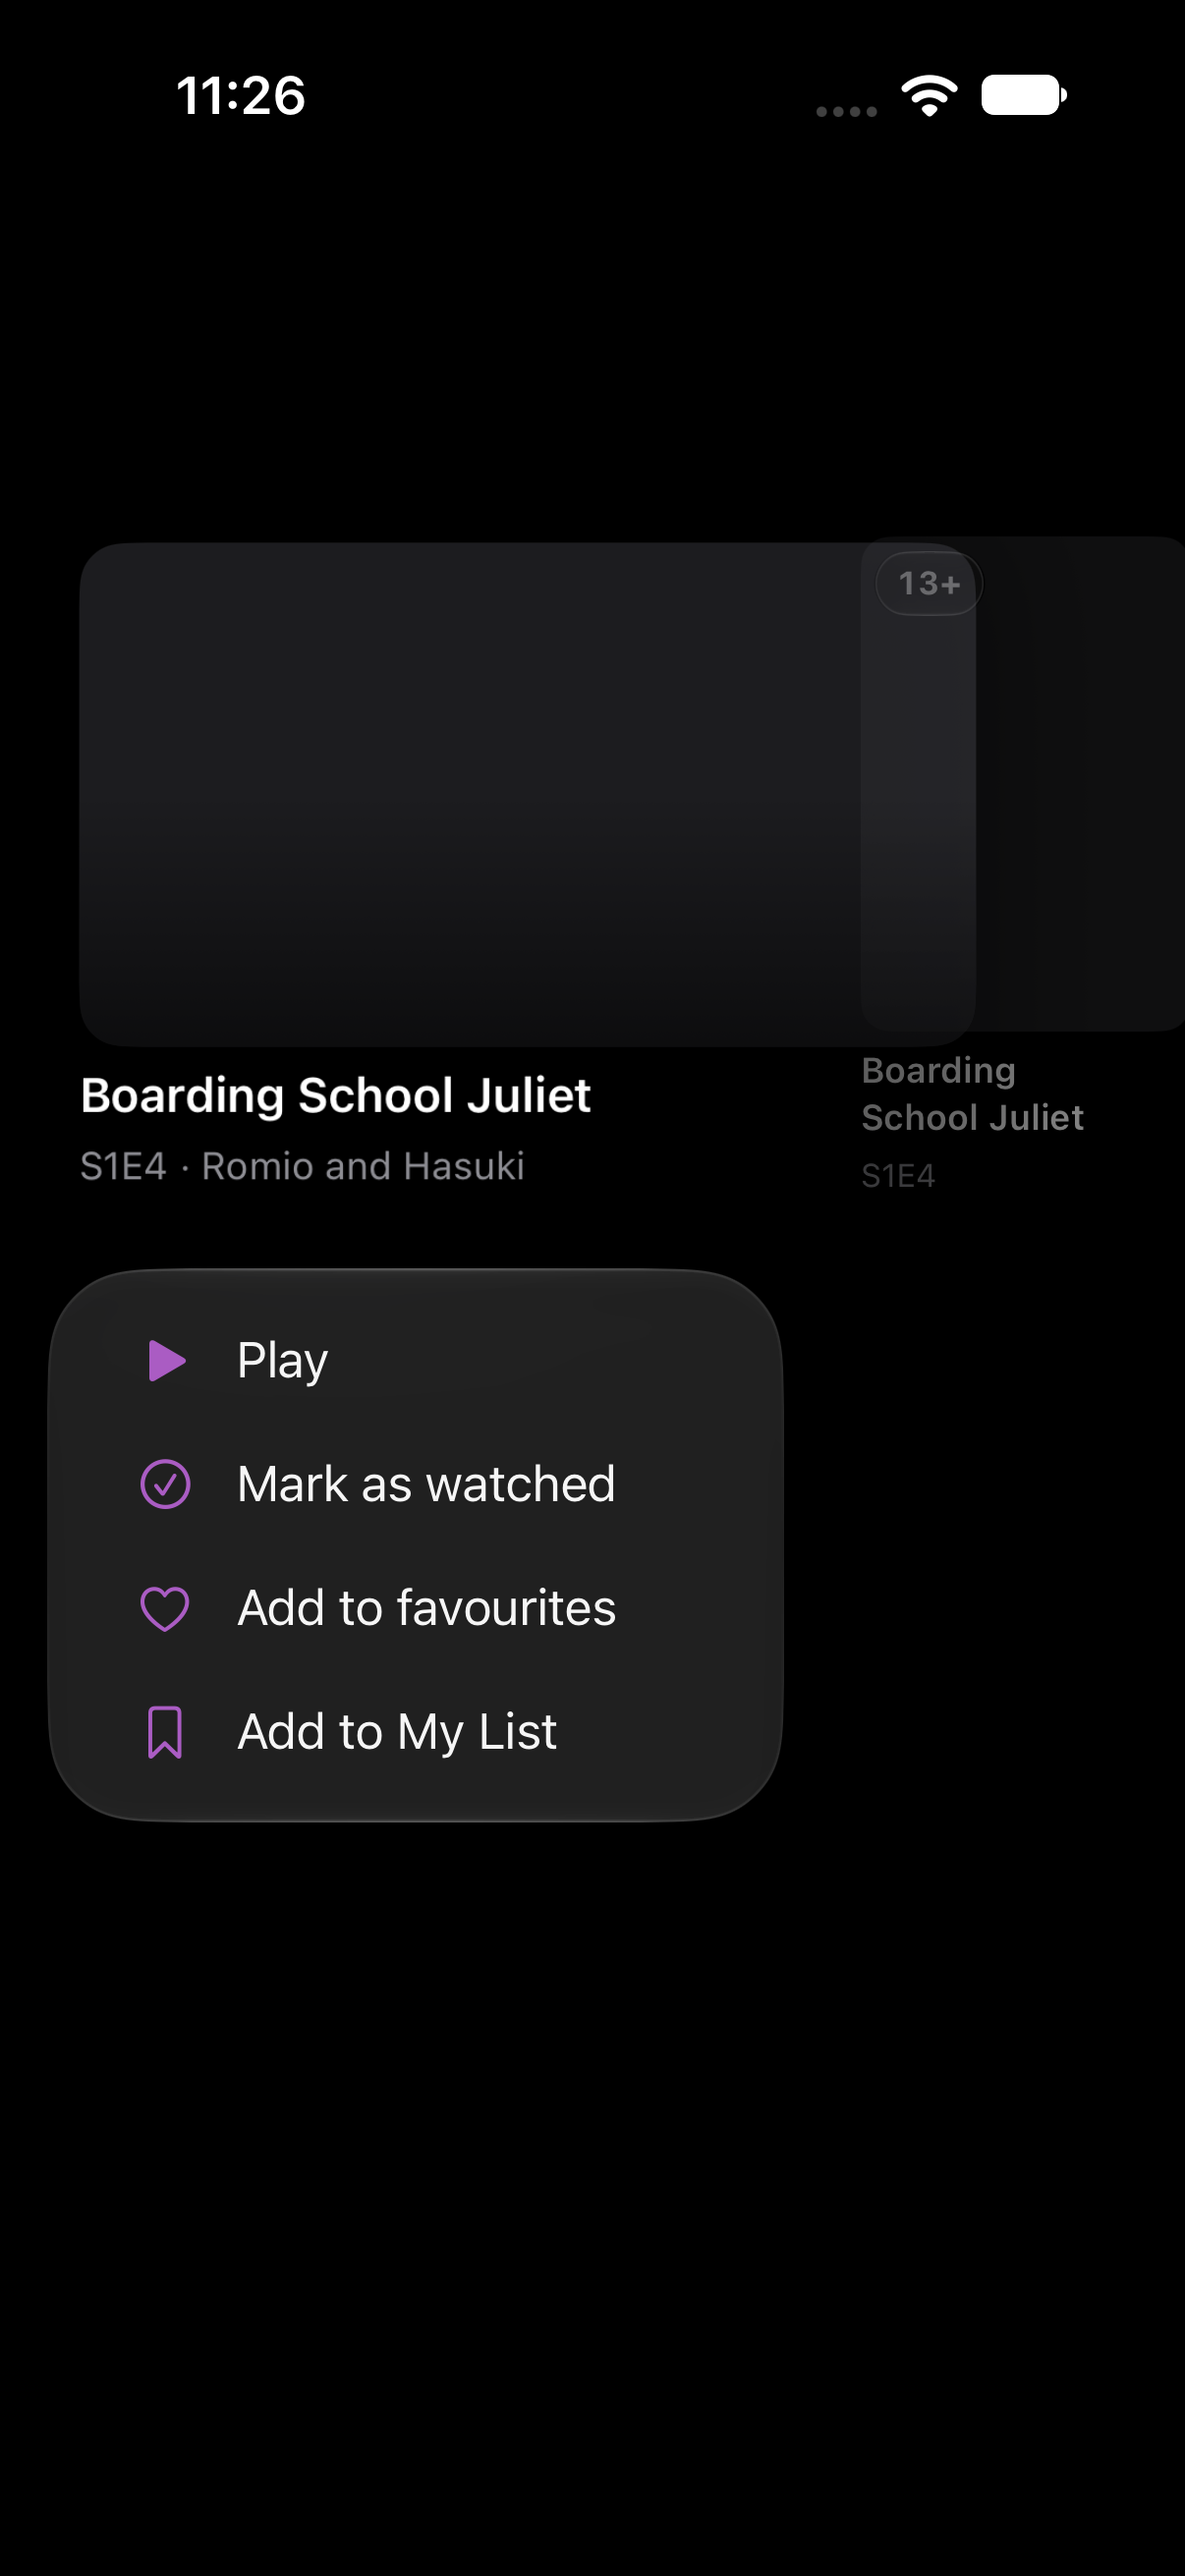 11:26
13+
Boarding School Juliet
S1E4 · Romio and Hasuki
Boarding
School Juliet
S1E4
Play
Mark as watched
Add to favourites
Add to My List